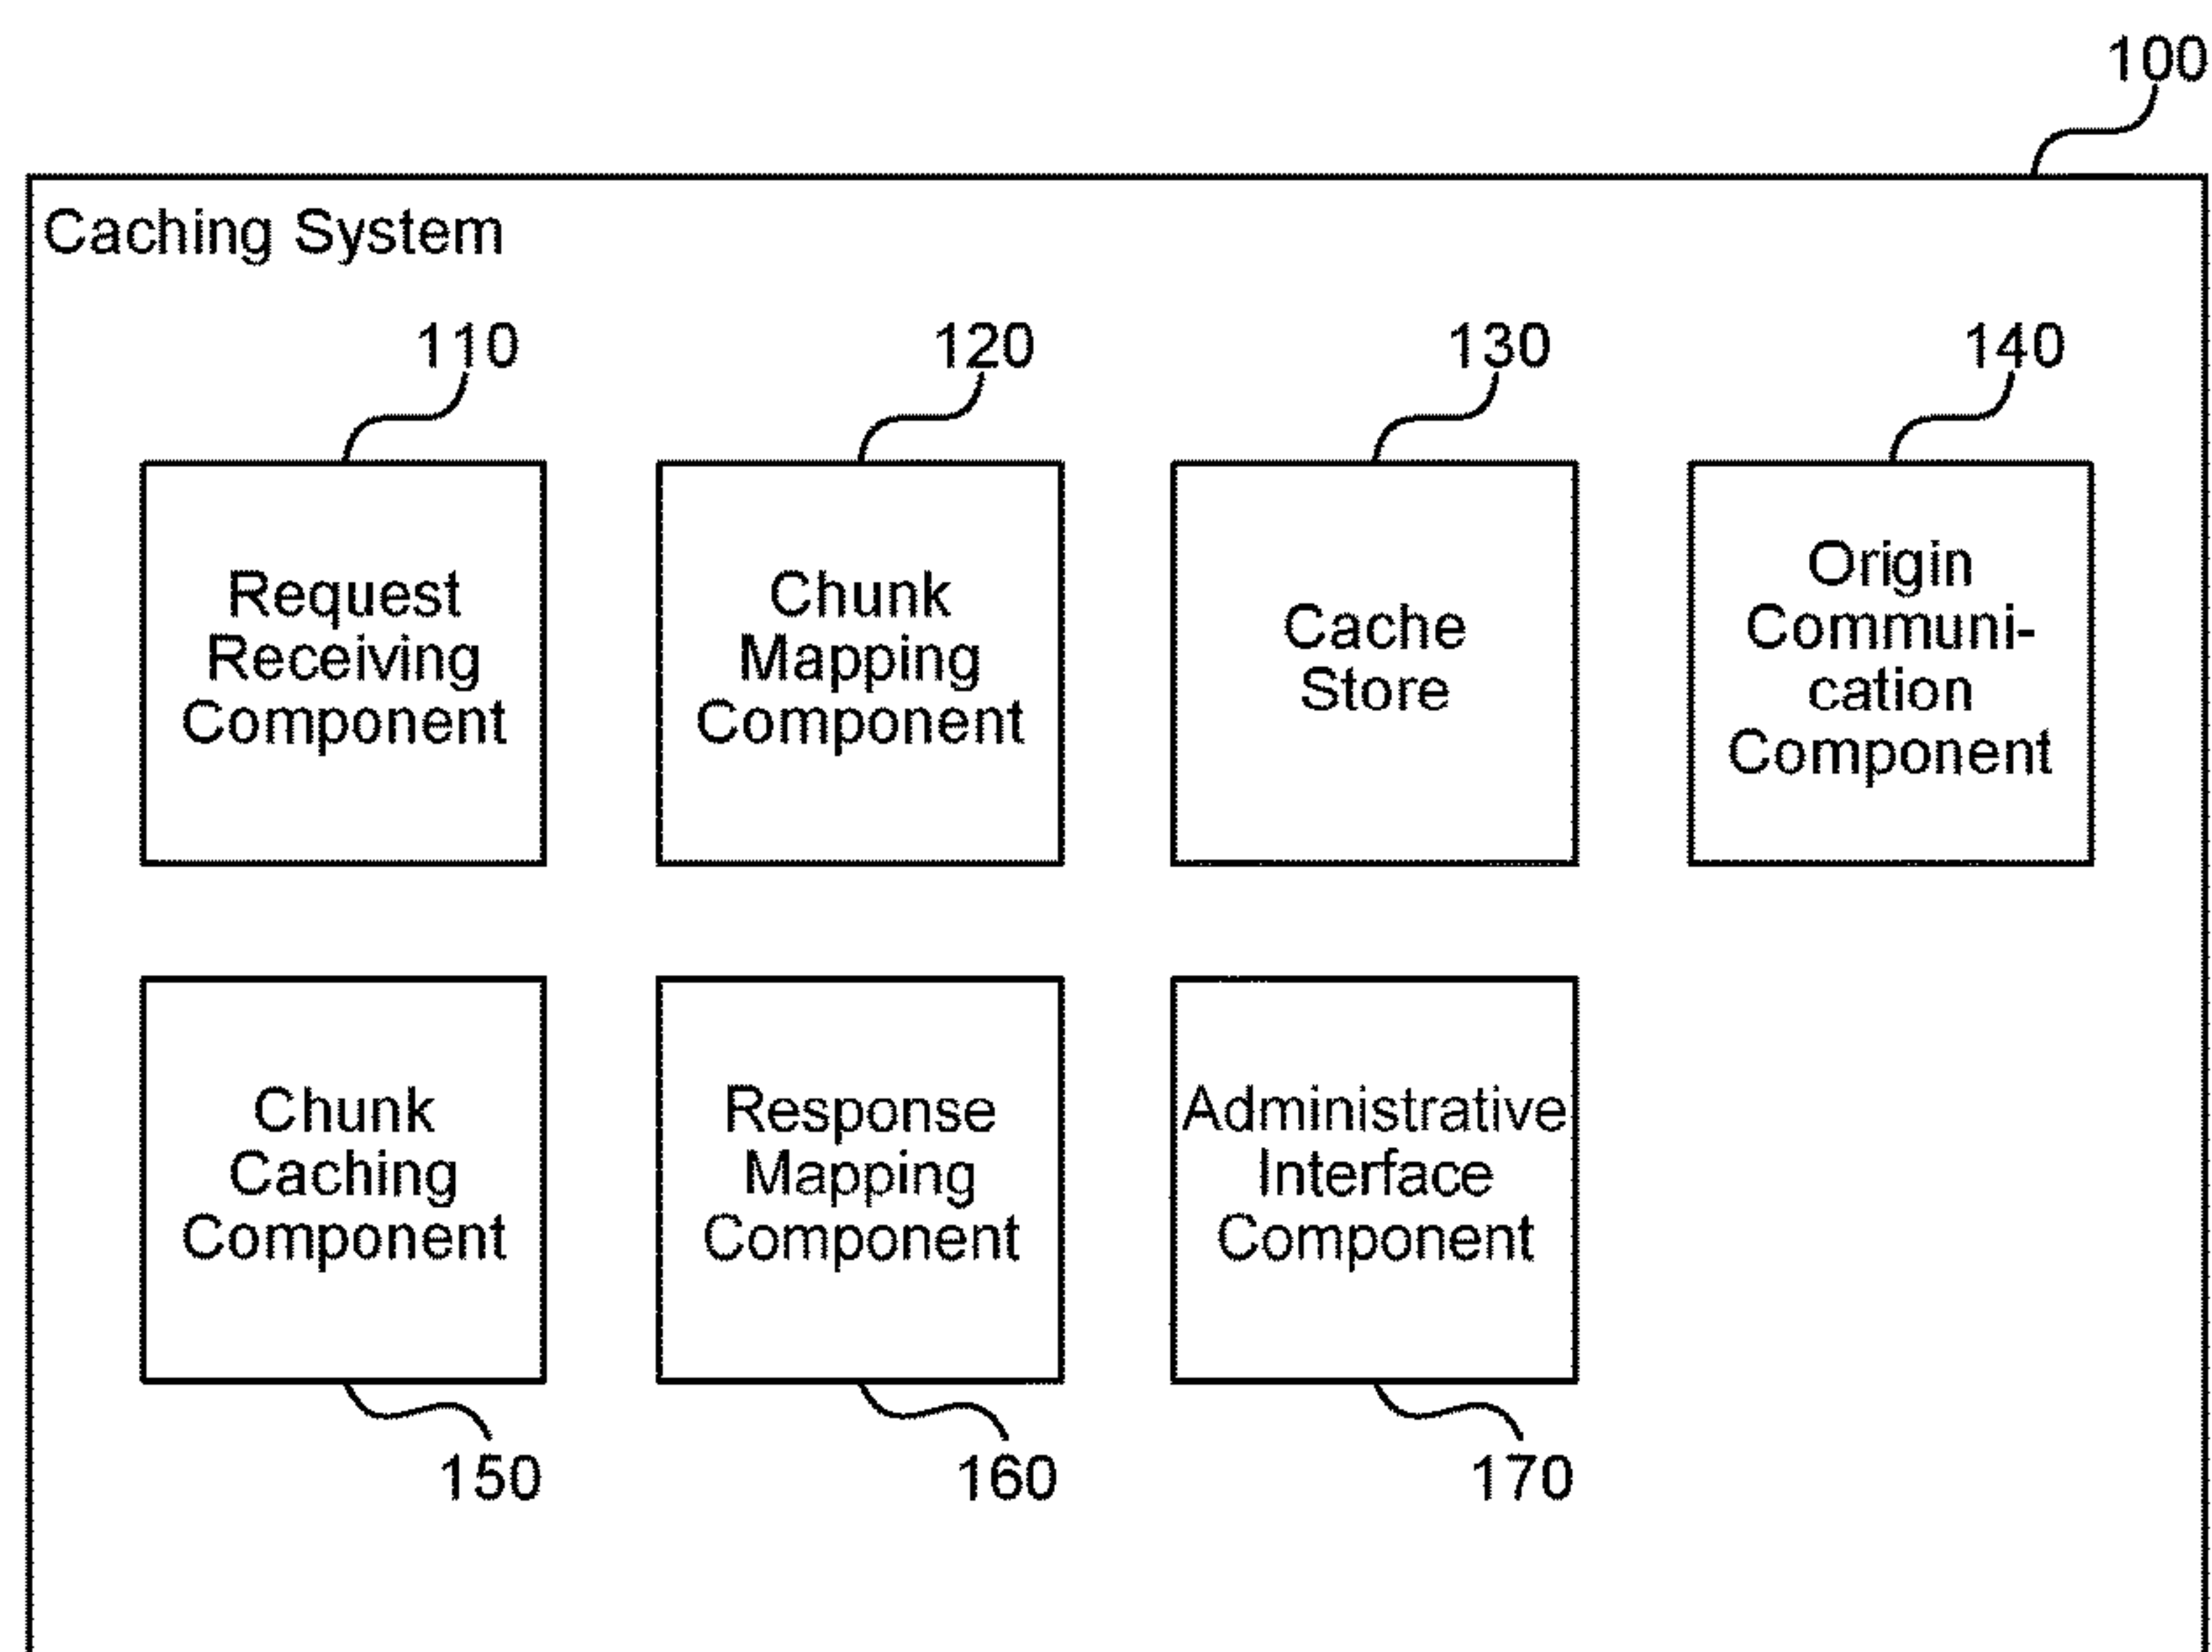 100
Caching System
110
120
130
140
Request
Receiving
Component
Chunk
Mapping
Component
Cache
Store
Origin
Communi-
cation
Component
Chunk
Caching
Component
Response
Mapping
Component
Administrative
Interface
Component
150
160
170